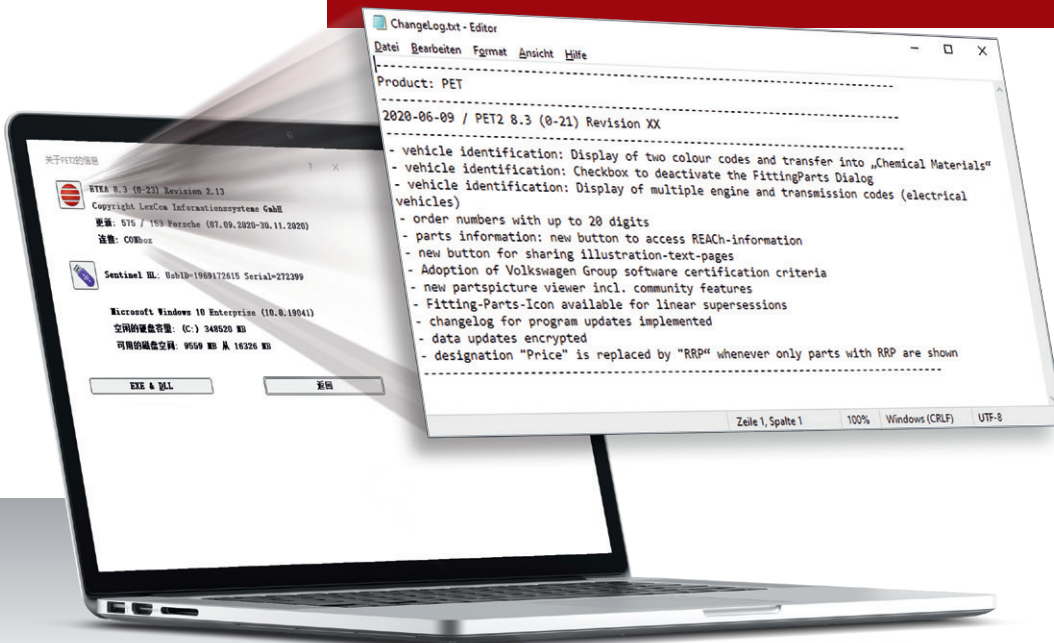 ChangeLog.txt - Editor
Datei Bearbeiten Format Ansicht Hilfe
--------------------------------------------------------------------------------
Product: PET
--------------------------------------------------------------------------------
2020-06-09 / PET2 8.3 (0-21) Revision XX
--------------------------------------------------------------------------------
- vehicle identification: Display of two colour codes and transfer into „Chemical Materials“
- vehicle identification: Checkbox to deactivate the FittingParts Dialog
- vehicle identification: Display of multiple engine and transmission codes (electrical
vehicles)
- order numbers with up to 20 digits
- parts information: new button to access REACh-information
- new button for sharing illustration-text-pages
- Adoption of Volkswagen Group software certification criteria
- new partspicture viewer incl. community features
- Fitting-Parts-Icon available for linear supersessions
- changelog for program updates implemented
- data updates encrypted
- designation "Price" is replaced by "RRP“ whenever only parts with RRP are shown
--------------------------------------------------------------------------------
Zeile 1, Spalte 1 100% Windows (CRLF) UTF-8
关于PET2的信息 ? X
ETKA 8.3 (0-23) Revision 2.13
Copyright LexCom Informationssysteme GmbH
更新: 575 / 153 Porsche (07.09.2020-30.11.2020)
连接: COMbox
Sentinel HL: UsbID=1969172615 Serial=272399
Microsoft Windows 10 Enterprise (10.0.19041)
空闲的硬盘容量: (C:) 348520 MB
可用的磁盘空间: 9559 MB 从 16326 MB
EXE & DLL 返回